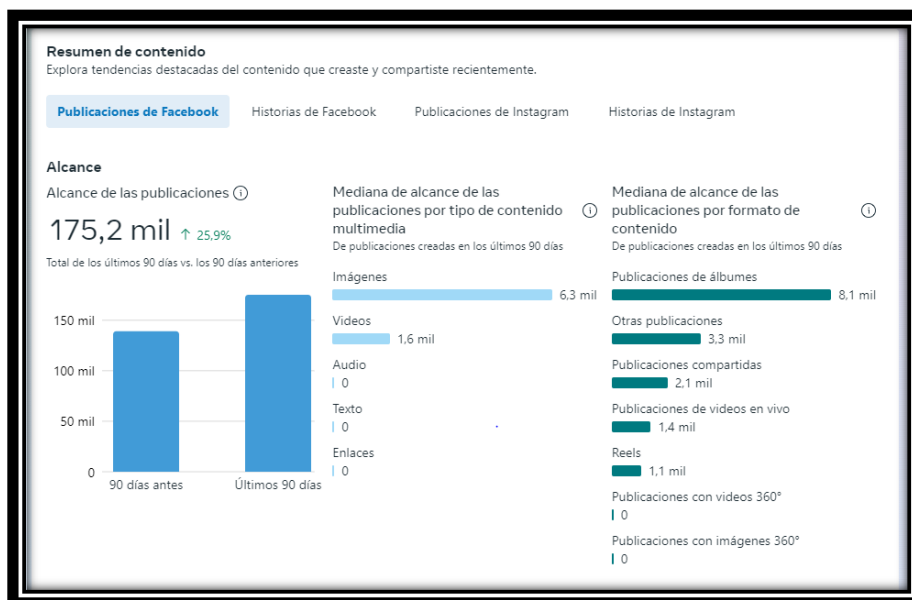 Resumen de contenido
Explora tendencias destacadas del contenido que creaste y compartiste recientemente.
Publicaciones de Facebook
Historias de Facebook
Publicaciones de Instagram
Historias de Instagram
Alcance
Alcance de las publicaciones
175,2 mil ↑ 25,9%
Total de los últimos 90 días vs. los 90 días anteriores
150 mil
100 mil
50 mil
0
90 días antes
Últimos 90 días
Mediana de alcance de las
publicaciones por tipo de contenido
multimedia
De publicaciones creadas en los últimos 90 días
Imágenes
6,3 mil
Videos
1,6 mil
Audio
0
Texto
0
Enlaces
0
Mediana de alcance de las
publicaciones por formato de
contenido
De publicaciones creadas en los últimos 90 días
Publicaciones de álbumes
8,1 mil
Otras publicaciones
3,3 mil
Publicaciones compartidas
2,1 mil
Publicaciones de videos en vivo
1,4 mil
Reels
1,1 mil
Publicaciones con videos 360°
0
Publicaciones con imágenes 360°
0